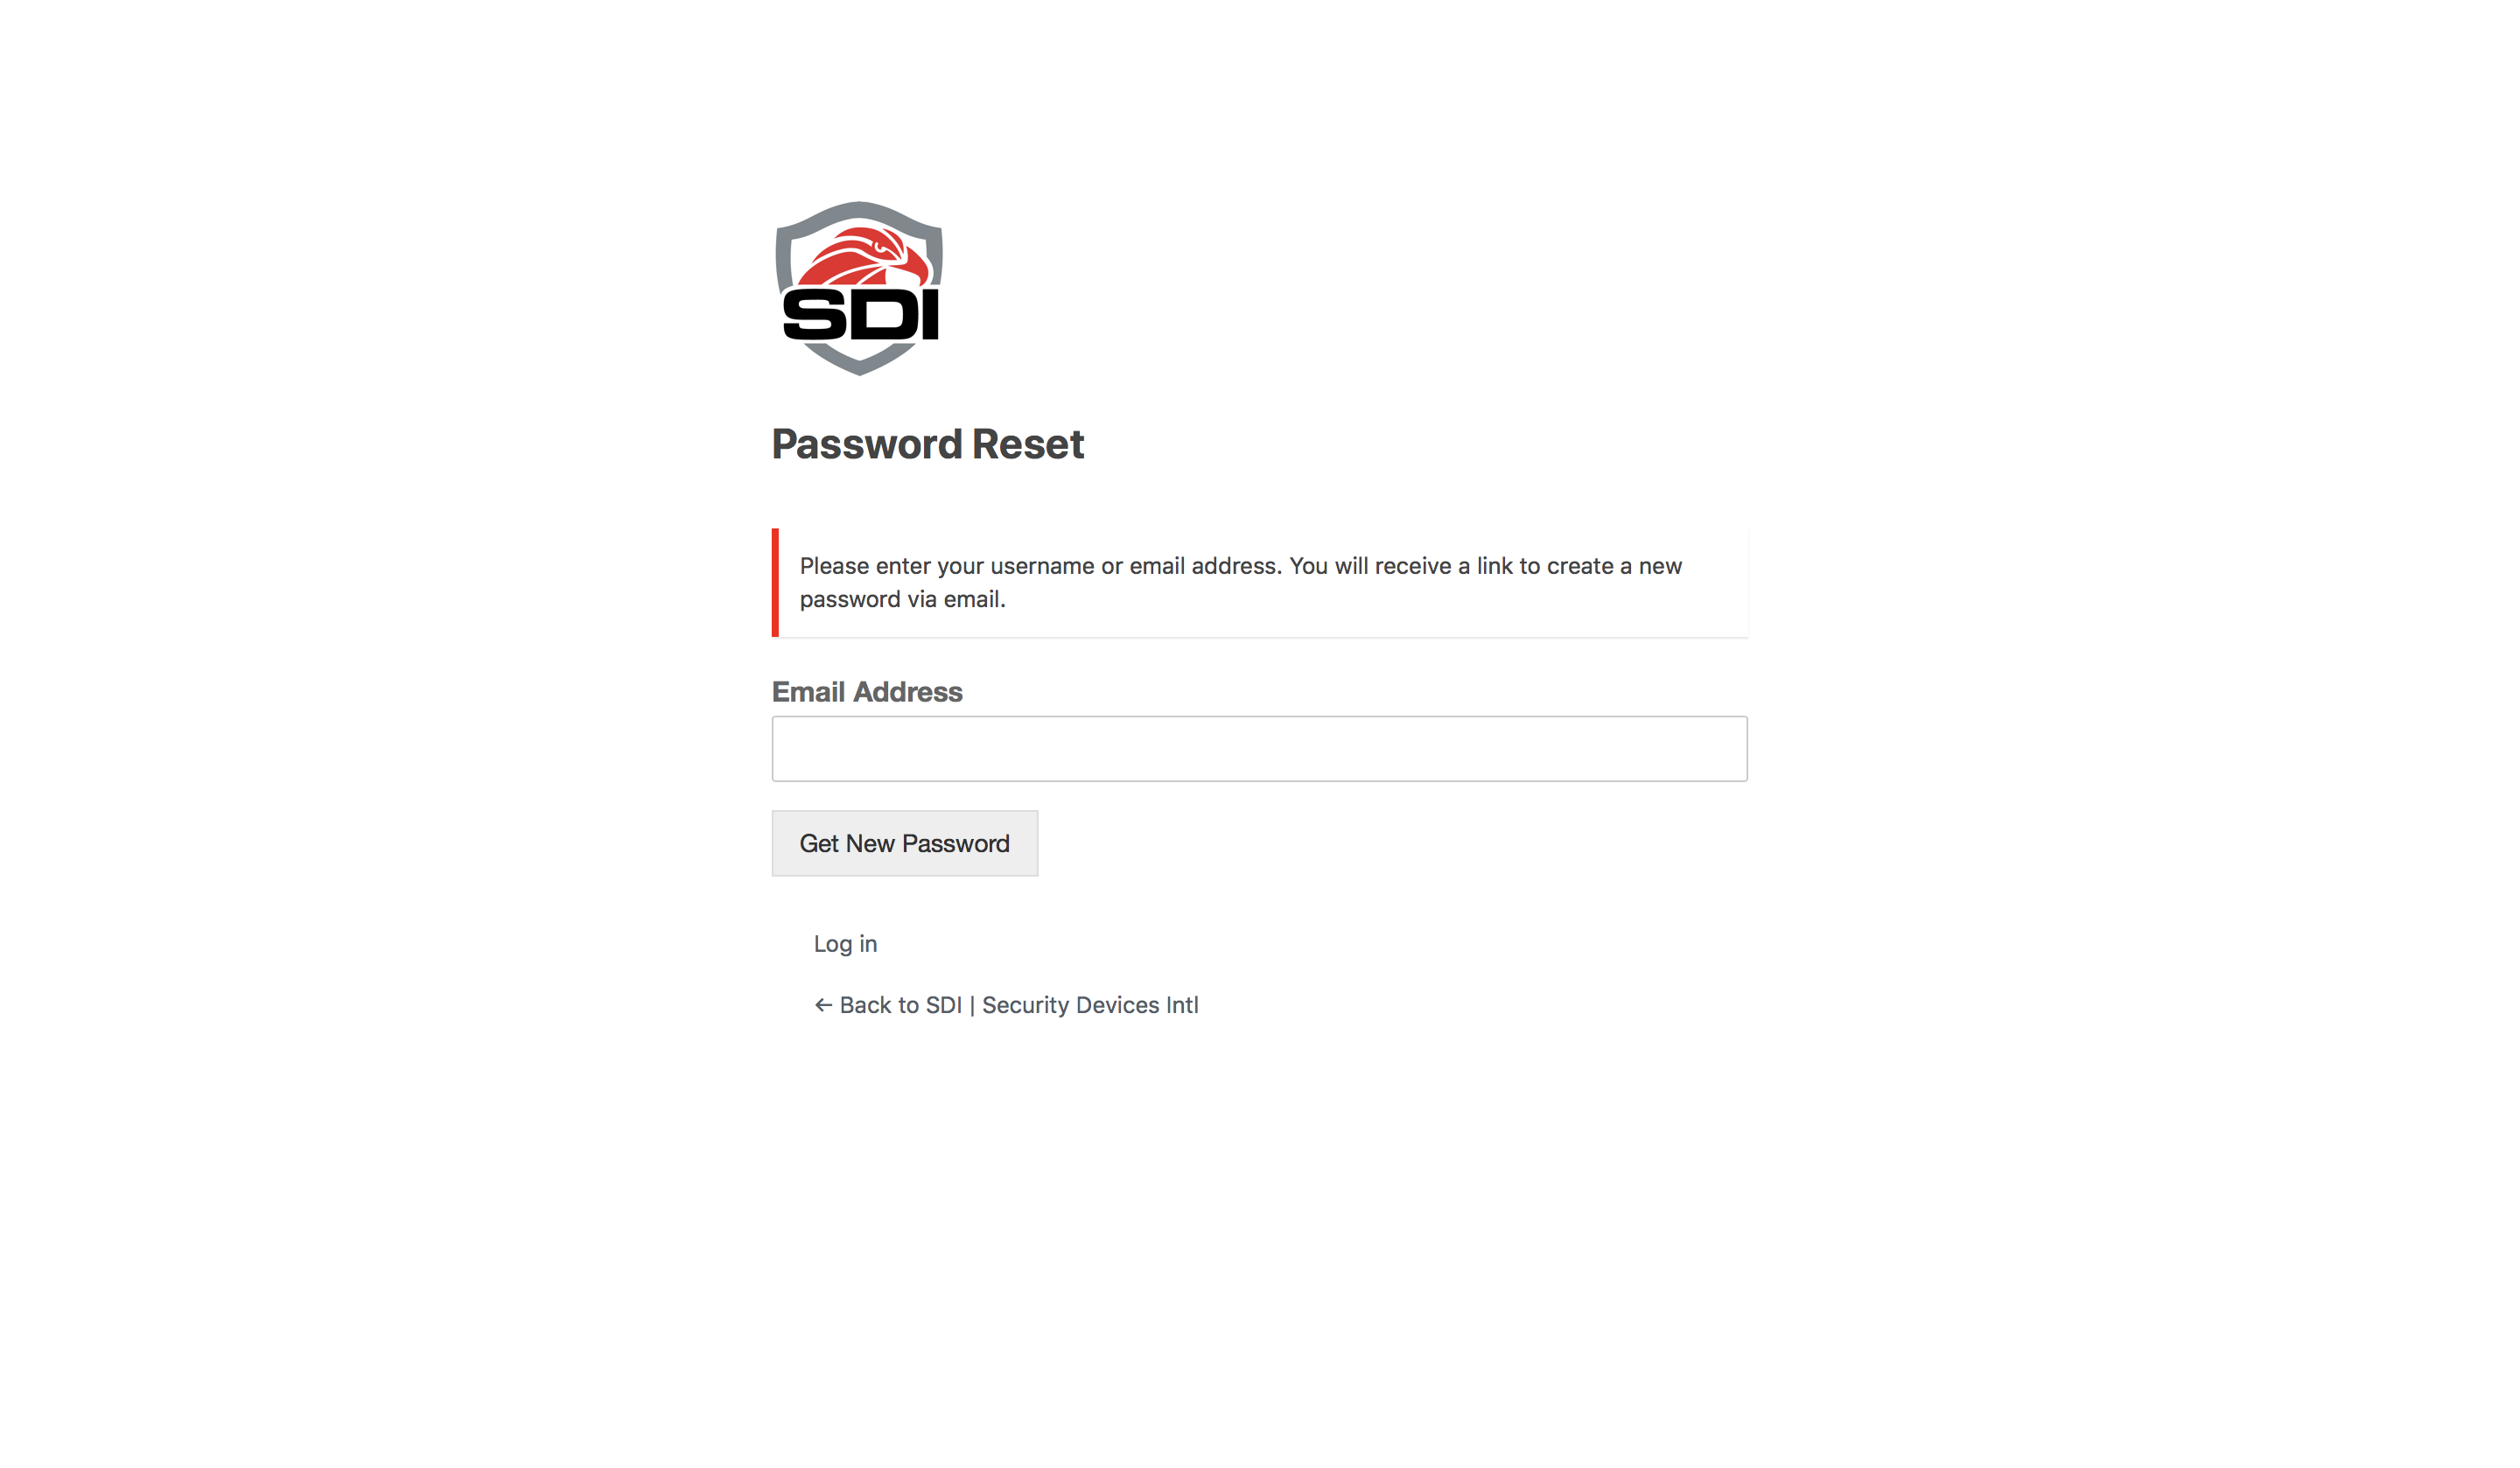 SDI
Password Reset
Please enter your username or email address. You will receive a link to create a new
password via email.
Email Address
Get New Password
Log in
← Back to SDI | Security Devices Intl